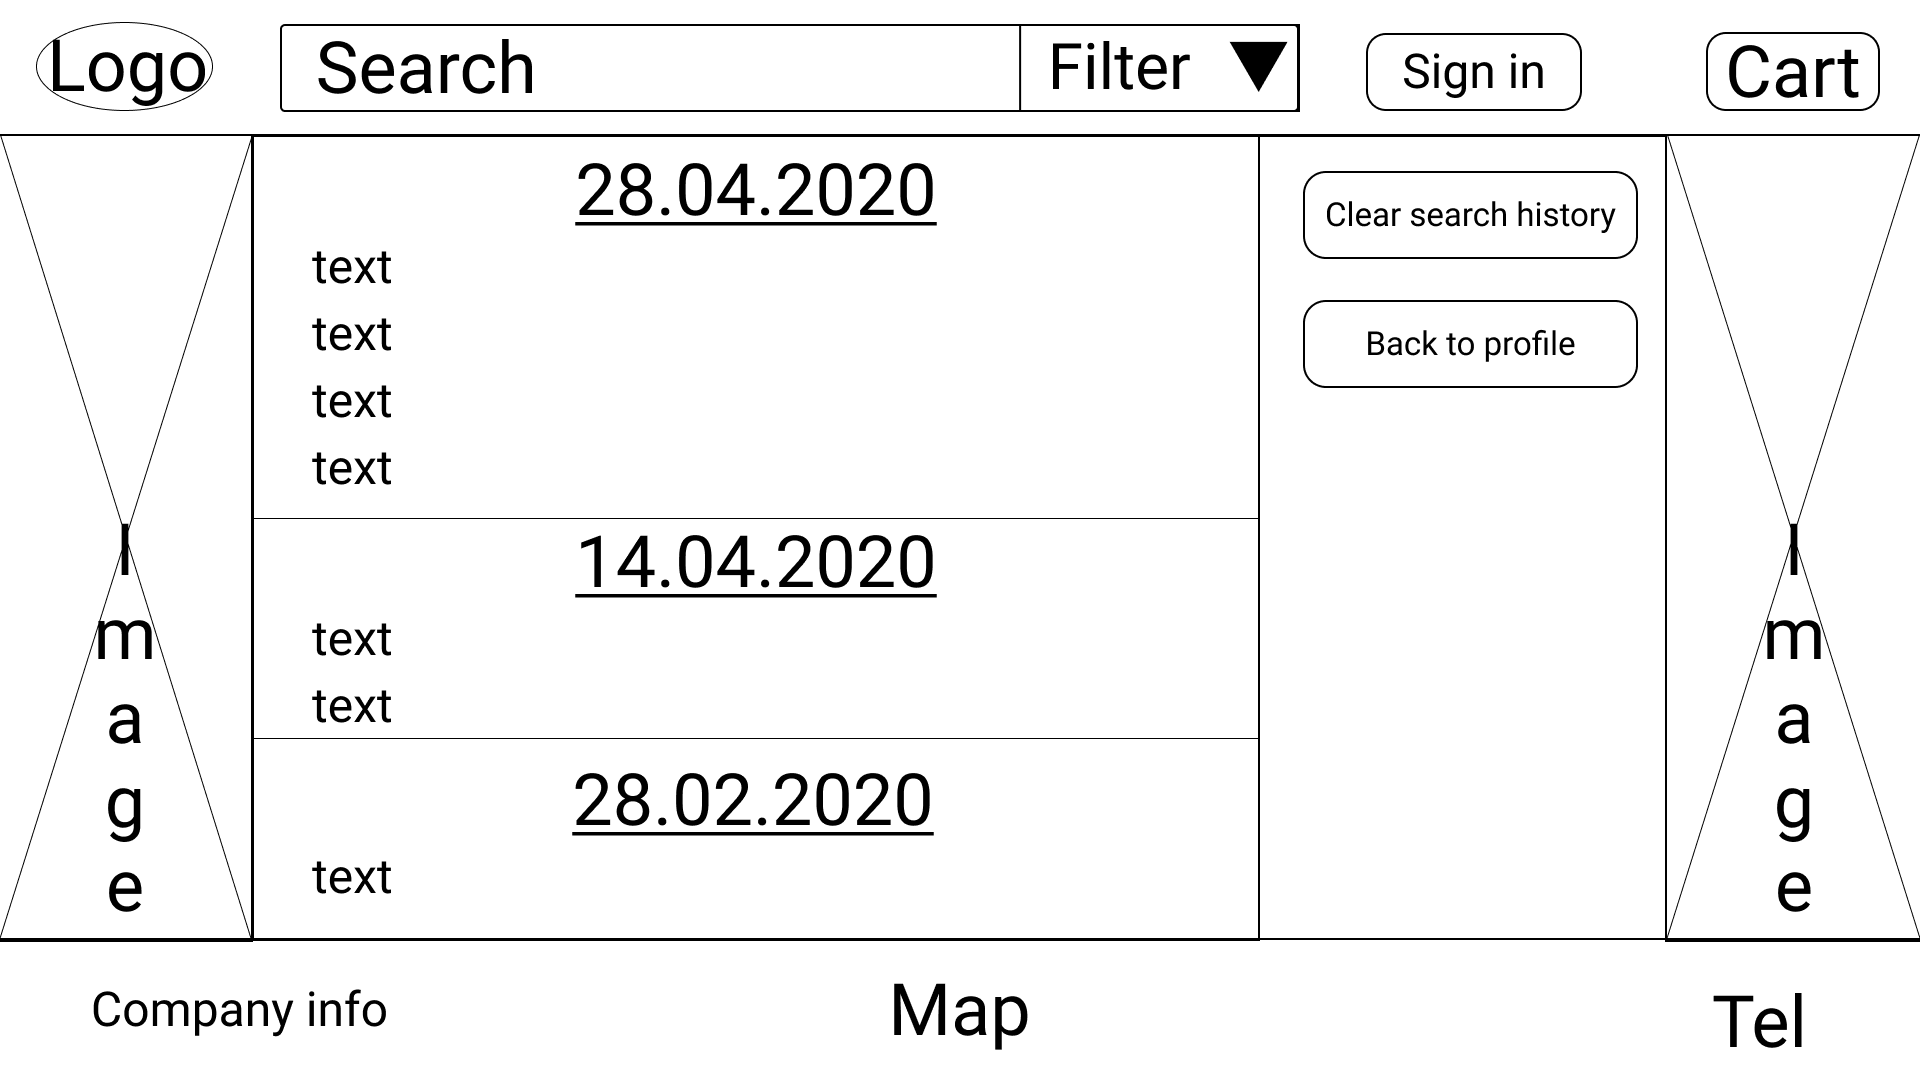 Logo
Search
Filter
Sign in
Cart
28.04.2020
text
text
text
text
14.04.2020
text
text
28.02.2020
text
Clear search history
Back to profile
I
m
a
g
e
I
m
a
g
e
Company info
Map
Tel